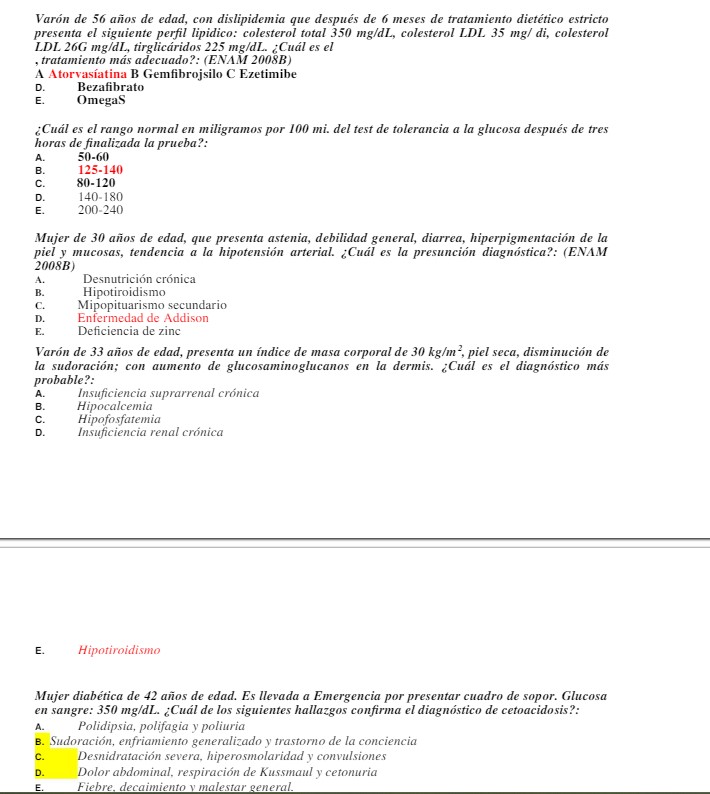 Varón de 56 años de edad, con dislipidemia que después de 6 meses de tratamiento dietético estricto
presenta el siguiente perfil lipidico: colesterol total 350 mg/dL, colesterol LDL 35 mg/ di, colesterol
LDL 26G mg/dL, tirglicáridos 225 mg/dL. ¿Cuál es el
, tratamiento más adecuado?: (ENAM 2008B)
A Atorvasíatina B Gemfibrojsilo C Ezetimibe
D. Bezafibrato
E. OmegaS
¿Cuál es el rango normal en miligramos por 100 mi. del test de tolerancia a la glucosa después de tres
horas de finalizada la prueba?:
A. 50-60
B. 125-140
C. 80-120
D. 140-180
E. 200-240
Mujer de 30 años de edad, que presenta astenia, debilidad general, diarrea, hiperpigmentación de la
piel y mucosas, tendencia a la hipotensión arterial. ¿Cuál es la presunción diagnóstica?: (ENAM
2008B)
A. Desnutrición crónica
B. Hipotiroidismo
C. Mipopituarismo secundario
D. Enfermedad de Addison
E. Deficiencia de zinc
Varón de 33 años de edad, presenta un índice de masa corporal de 30 kg/m², piel seca, disminución de
la sudoración; con aumento de glucosaminoglucanos en la dermis. ¿Cuál es el diagnóstico más
probable?:
A. Insuficiencia suprarrenal crónica
B. Hipocalcemia
C. Hipofosfatemia
D. Insuficiencia renal crónica
E. Hipotiroidismo
Mujer diabética de 42 años de edad. Es llevada a Emergencia por presentar cuadro de sopor. Glucosa
en sangre: 350 mg/dL. ¿Cuál de los siguientes hallazgos confirma el diagnóstico de cetoacidosis?:
A. Polidipsia, polifagia y poliuria
B. Sudoración, enfriamiento generalizado y trastorno de la conciencia
C. Desnidratación severa, hiperosmolaridad y convulsiones
D. Dolor abdominal, respiración de Kussmaul y cetonuria
E. Fiebre, decaimiento y malestar general.